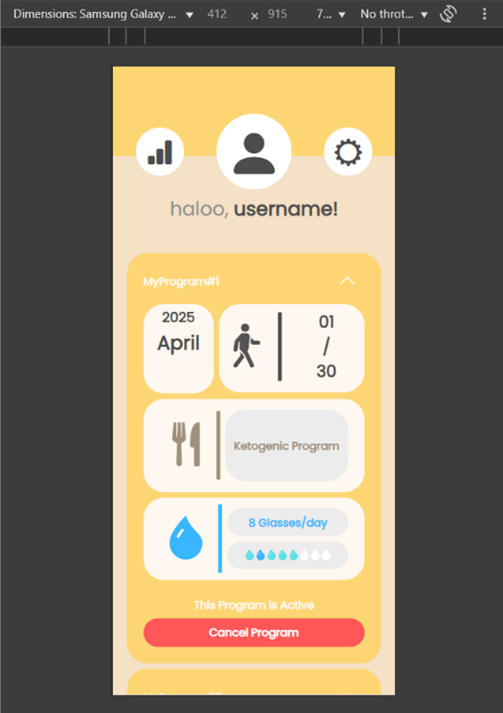 Dimensions: Samsung Galaxy ... 412 × 915 7... No throt...
haloo, username!
MyProgram#1
2025
April
01
/
30
Ketogenic Program
8 Glasses/day
This Program is Active
Cancel Program